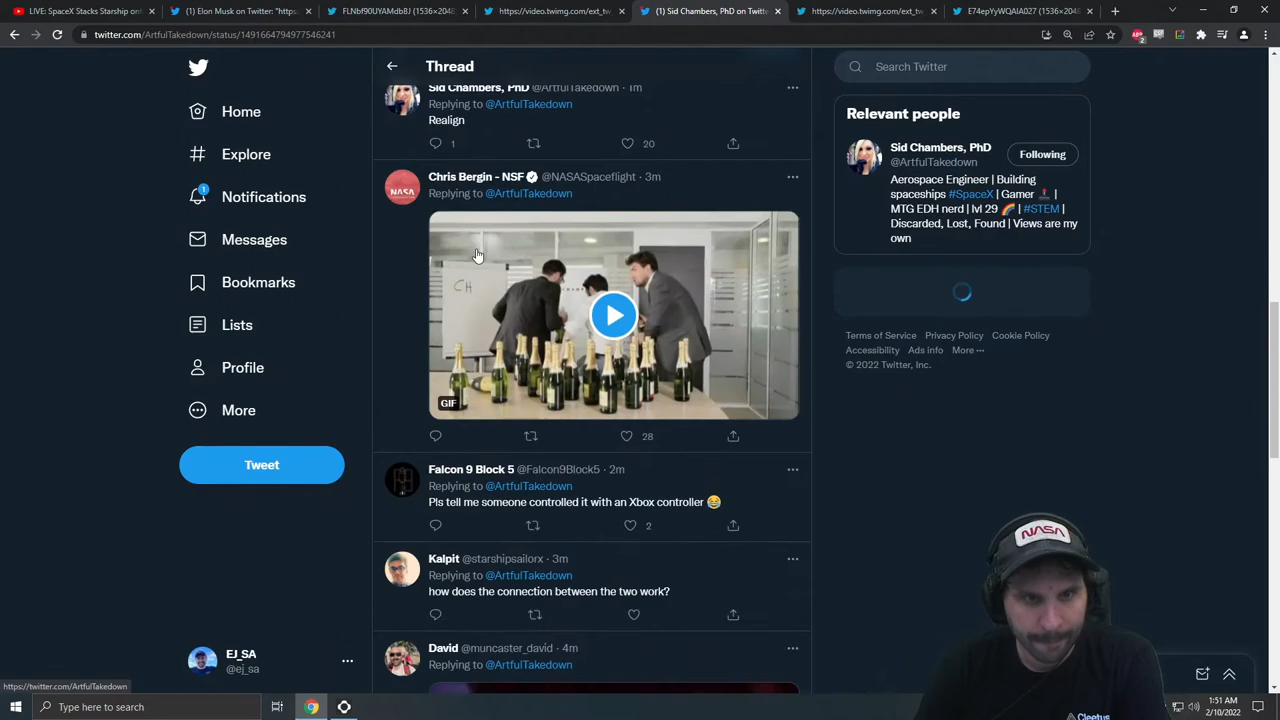 LIVE: SpaceX Stacks Starship on
(1) Elon Musk on Twitter: "https:
FLNbf90UYAMdbBJ (1536×2048
https://video.twimg.com/ext_tw
(1) Sid Chambers, PhD on Twitte
https://video.twimg.com/ext_tw
E74epYyWQAIA027 (1536×2048
twitter.com/ArtfulTakedown/status/1491664794977546241
Thread
Search Twitter
Home
Explore
1
Notifications
Messages
Bookmarks
Lists
Profile
More
Tweet
EJ_SA
@ej_sa
Sid Chambers, PhD @ArtfulTakedown · 1m
Replying to @ArtfulTakedown
Realign
1
20
Chris Bergin - NSF @NASASpaceflight · 3m
Replying to @ArtfulTakedown
NASA
CH
GIF
28
Falcon 9 Block 5 @Falcon9Block5 · 2m
Replying to @ArtfulTakedown
Pls tell me someone controlled it with an Xbox controller 😂
2
Kalpit @starshipsailorx · 3m
Replying to @ArtfulTakedown
how does the connection between the two work?
David @muncaster_david · 4m
Replying to @ArtfulTakedown
Relevant people
Sid Chambers, PhD
@ArtfulTakedown
Following
Aerospace Engineer | Building
spaceships #SpaceX | Gamer 🕹️ |
MTG EDH nerd | lvl 29 🌈 | #STEM |
Discarded, Lost, Found | Views are my
own
Terms of Service Privacy Policy Cookie Policy
Accessibility Ads info More ···
© 2022 Twitter, Inc.
NASA
Cleetus
https://twitter.com/ArtfulTakedown
Type here to search
1:51 AM
2/10/2022